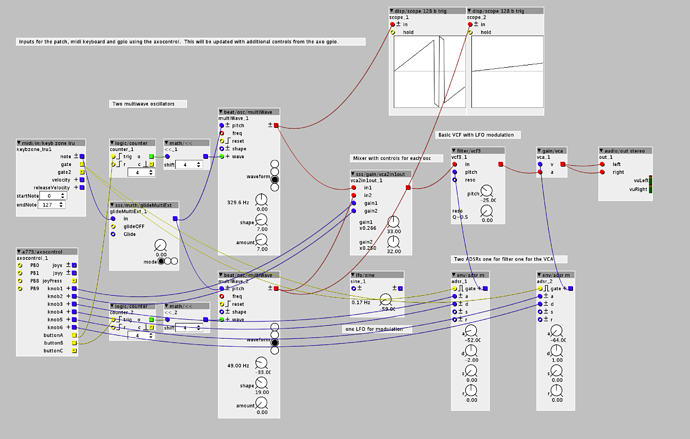 disp/scope 128 b trig
scope_1
in
hold
disp/scope 128 b trig
scope_2
in
hold
Inputs for the patch, midi keyboard and gpio using the axocontrol.  This will be updated with additional controls from the axo gpio.
Two multiwave oscillators
beat/osc/multiWave
multiWave_1
pitch
freq
reset
shape
wave
waveform
329.6 Hz
0.00
shape
7.00
amount
7.00
midi/in/keyb zone lru
keybzone_lru1
note
gate
gate2
velocity
releaseVelocity
startNote 0
endNote 127
logic/counter
counter_1
trig o
r c
4
math/<<
<<_1
shift 4
sss/math/glideMultiExt
glideMultiExt_1
in
glideOFF
Glide
0.00
modal
Mixer with controls for each osc
sss/gain/vca2in1out
vca2in1out_1
in1
in2
gain1
gain2
gain1
x0.266
33.00
gain2
32.00
Basic VCF with LFO modulation
filter/vcf3
vcf3_1
in
pitch
reso
pitch
-25.00
reso
0.00
gain/vca
vca_1
v
a
audio/out stereo
out_1
left
right
vuLeft
vuRight
a775/axocontrol
axocontrol_1
PB0 joyx
PB1 joyy
PB8 joyPress
PB9 knob1
knob2
knob3
knob4
knob5
knob6
buttonA
buttonB
buttonC
logic/counter
counter_2
trig o
r c
4
math/<<
<<_2
shift 4
beat/osc/multiWave
multiWave_2
pitch
freq
reset
shape
wave
waveform
49.00 Hz
shape
19.00
amount
0.00
lfo/sine
sine_1
0.17 Hz
-59.00
one LFO for modulation
Two ADSRs one for filter one for the VCA
env/adsr m
adsr_1
gate
a
d
s
r
a
-52.00
d
-2.00
s
0.00
r
0.00
env/adsr m
adsr_2
gate
a
d
s
r
a
-64.00
d
1.00
s
0.00
r
0.00